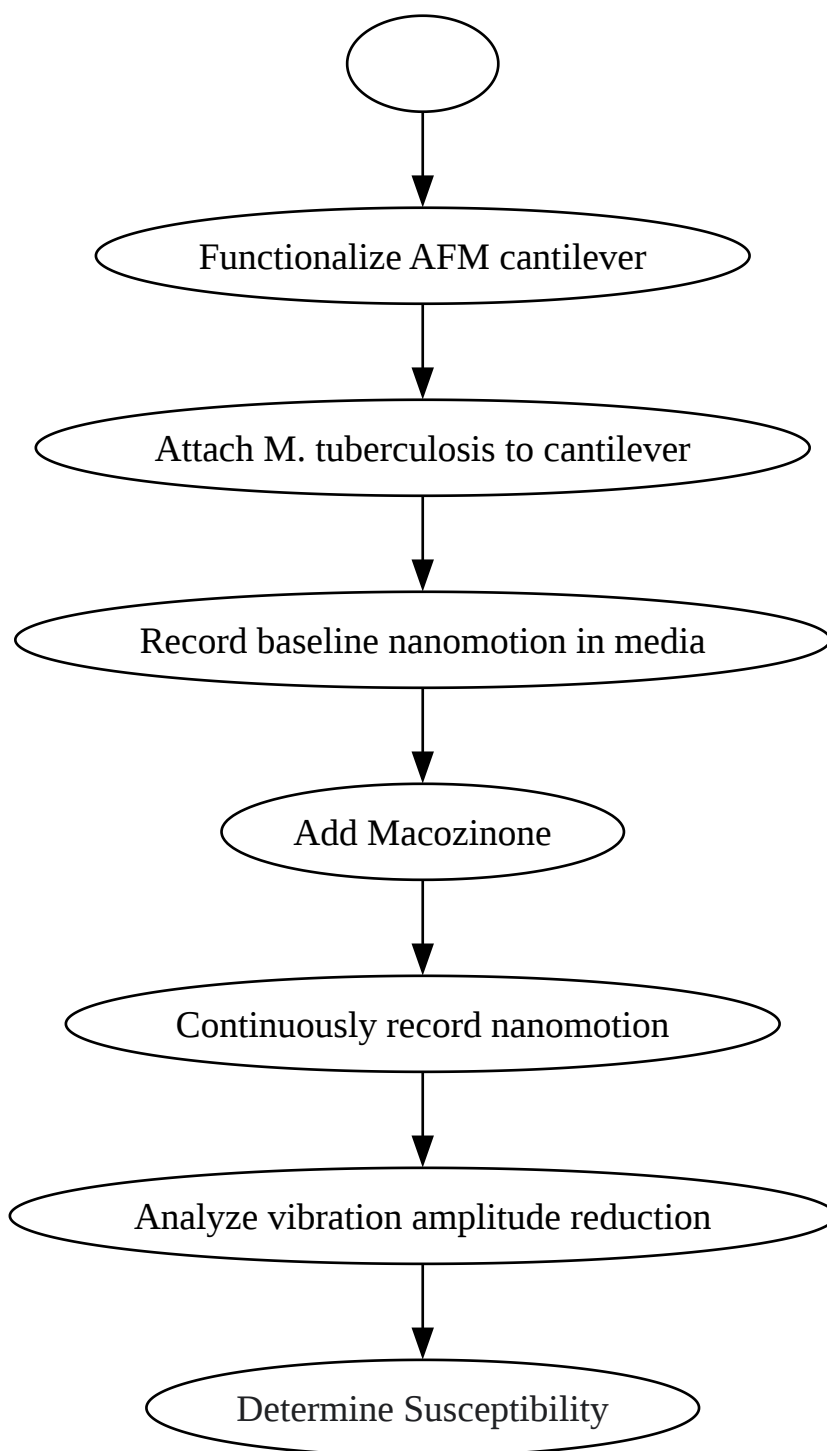 Functionalize AFM cantilever
Attach M. tuberculosis to cantilever
Record baseline nanomotion in media
Add Macozinone
Continuously record nanomotion
Analyze vibration amplitude reduction
Determine Susceptibility